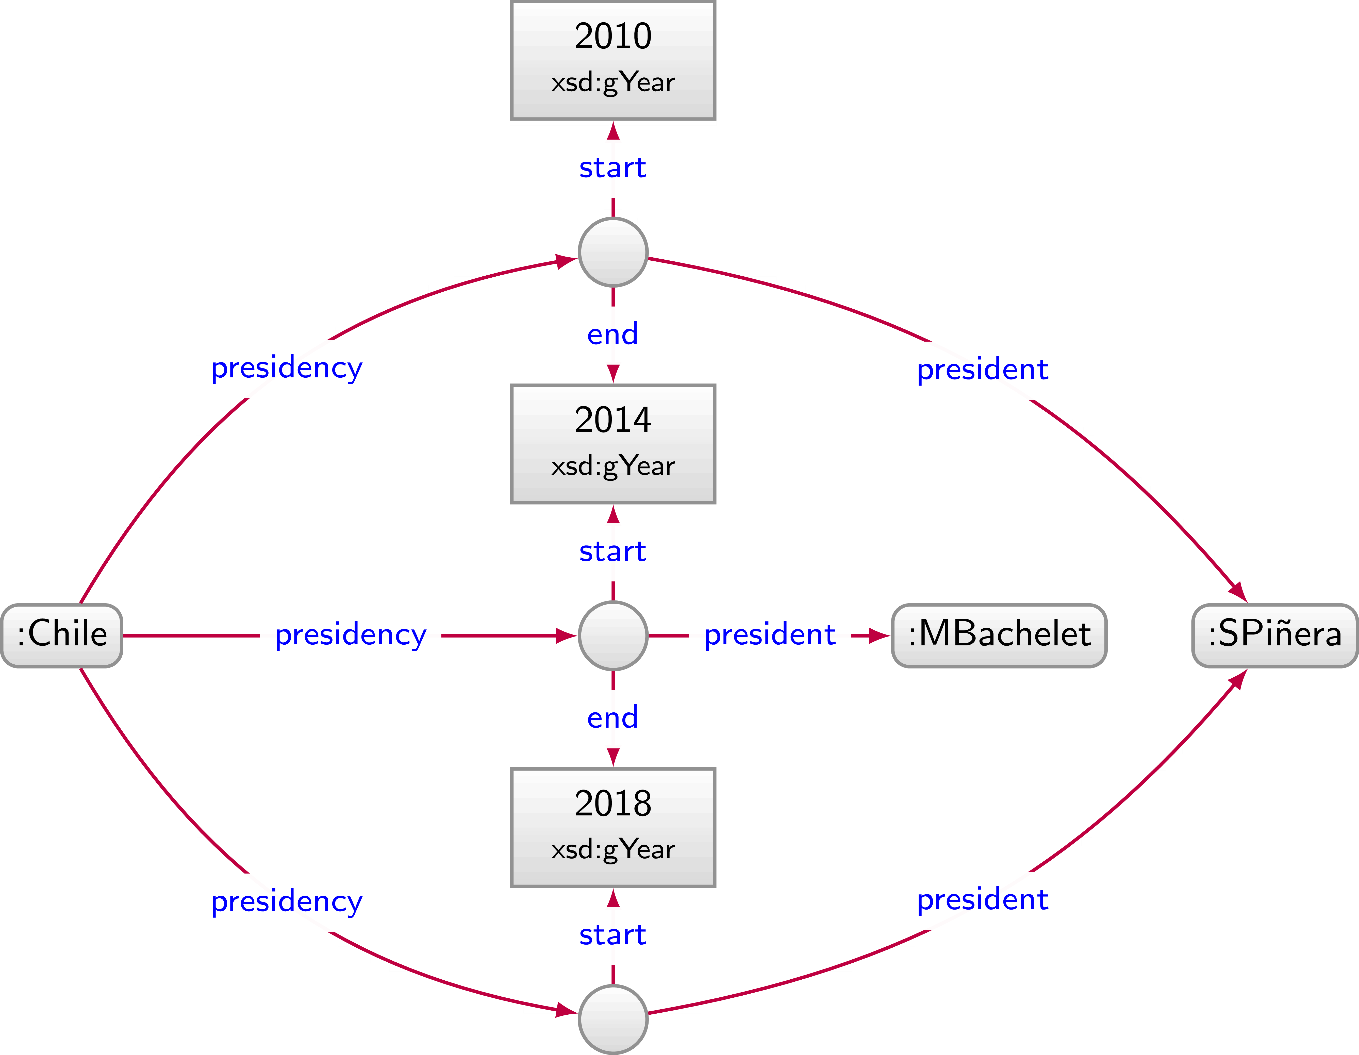 2010
xsd:gYear
start
end
presidency
president
2014
xsd:gYear
start
:Chile
presidency
president
:MBachelet
:SPiñera
end
2018
xsd:gYear
presidency
president
start